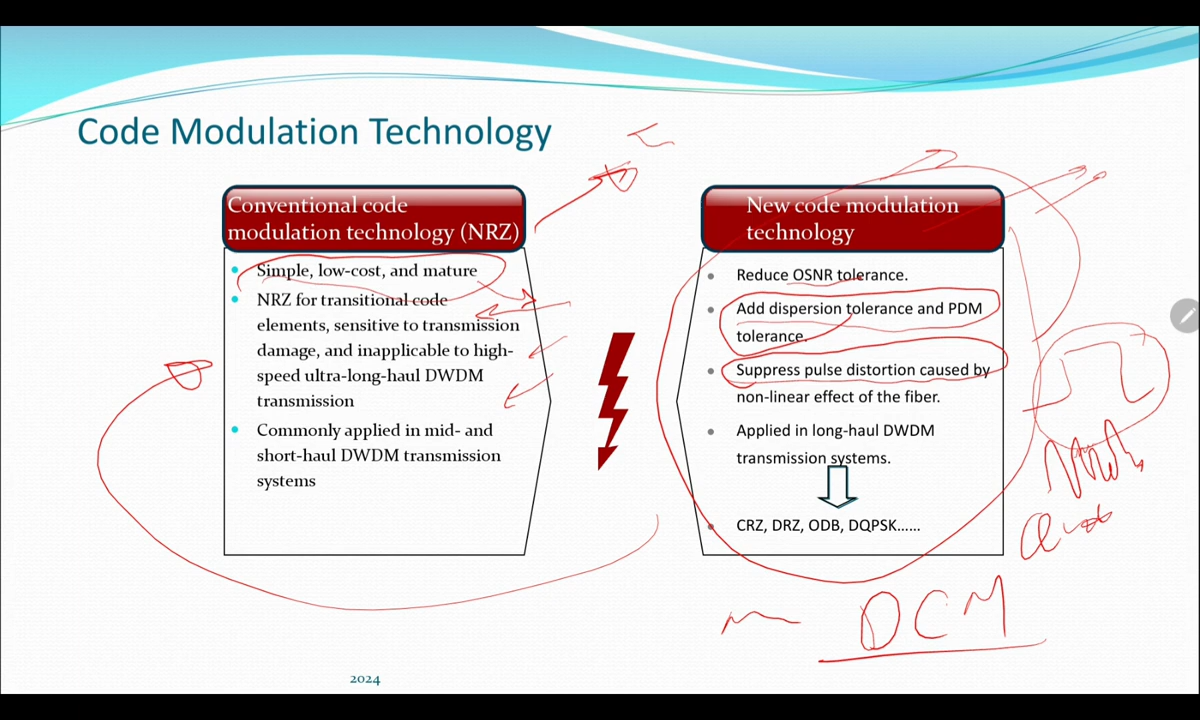 Code Modulation Technology
Conventional code
modulation technology (NRZ)
Simple, low-cost, and mature
NRZ for transitional code
elements, sensitive to transmission
damage, and inapplicable to high-
speed ultra-long-haul DWDM
transmission
Commonly applied in mid- and
short-haul DWDM transmission
systems
New code modulation
technology
Reduce OSNR tolerance.
Add dispersion tolerance and PDM
tolerance.
Suppress pulse distortion caused by
non-linear effect of the fiber.
Applied in long-haul DWDM
transmission systems.
CRZ, DRZ, ODB, DQPSK……
DCM
2024